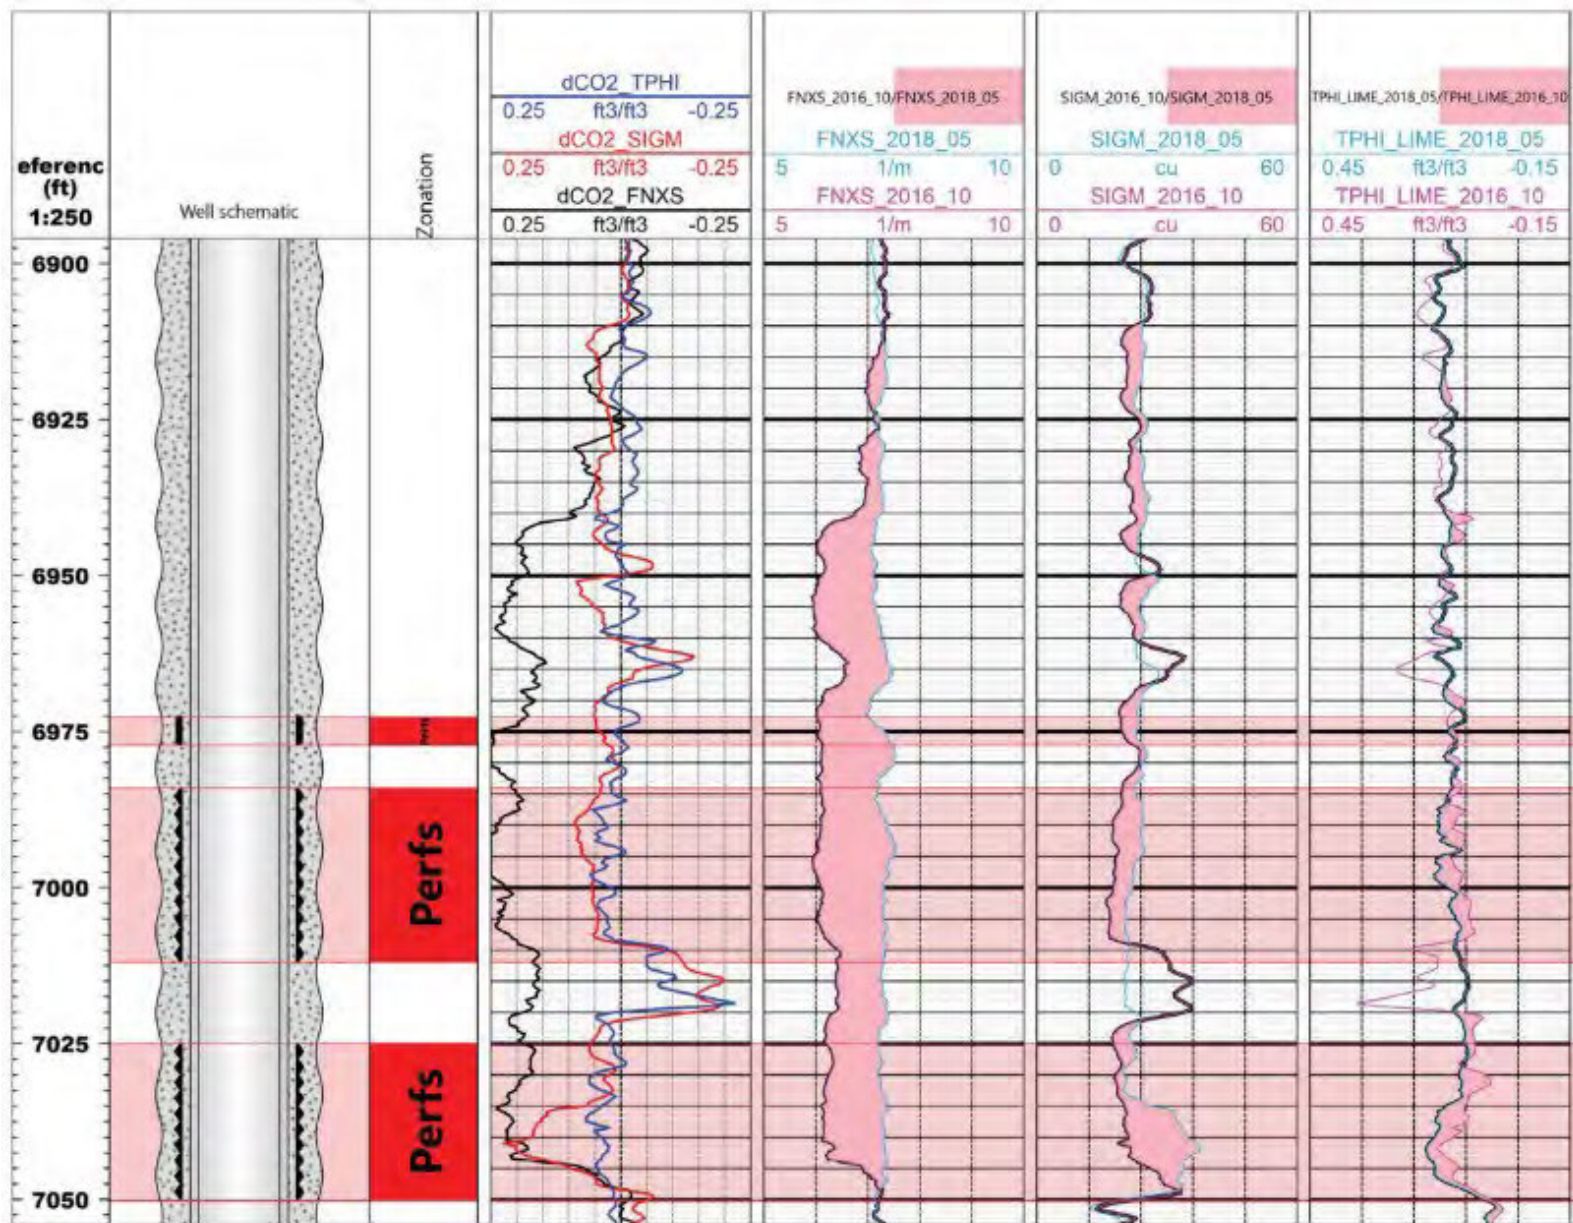 dCO2_TPHI
0.25 ft3/ft3 -0.25
dCO2_SIGM
0.25 ft3/ft3 -0.25
dCO2_FNXS
0.25 ft3/ft3 -0.25
FNXS_2016_10/FNXS_2018_05
FNXS_2018_05
5 1/m 10
FNXS_2016_10
5 1/m 10
SIGM_2016_10/SIGM_2018_05
SIGM_2018_05
0 cu 60
SIGM_2016_10
0 cu 60
TPHI_LIME_2018_05/TPHI_LIME_2016_10
TPHI_LIME_2018_05
0.45 ft3/ft3 -0.15
TPHI_LIME_2016_10
0.45 ft3/ft3 -0.15
eferenc
(ft)
1:250
Well schematic
Zonation
6900
6925
6950
6975
Perfs
7000
Perfs
7025
Perfs
7050